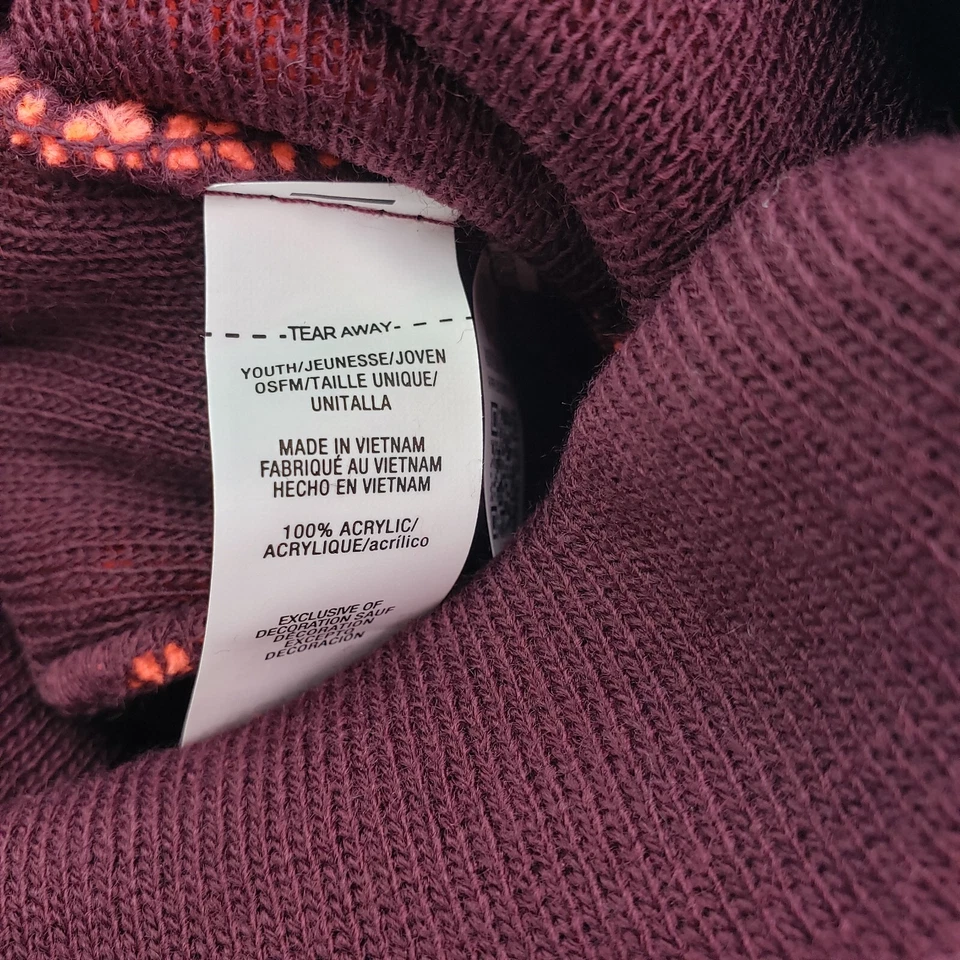 TEAR AWAY
YOUTH/JEUNESSE/JOVEN
OSFM/TAILLE UNIQUE/
UNITALLA
MADE IN VIETNAM
FABRIQUÉ AU VIETNAM
HECHO EN VIETNAM
100% ACRYLIC/
ACRYLIQUE/acrílico
EXCLUSIVE OF
DECORATION SAUF
DECORATION
EXCEPTO
DECORACIÓN